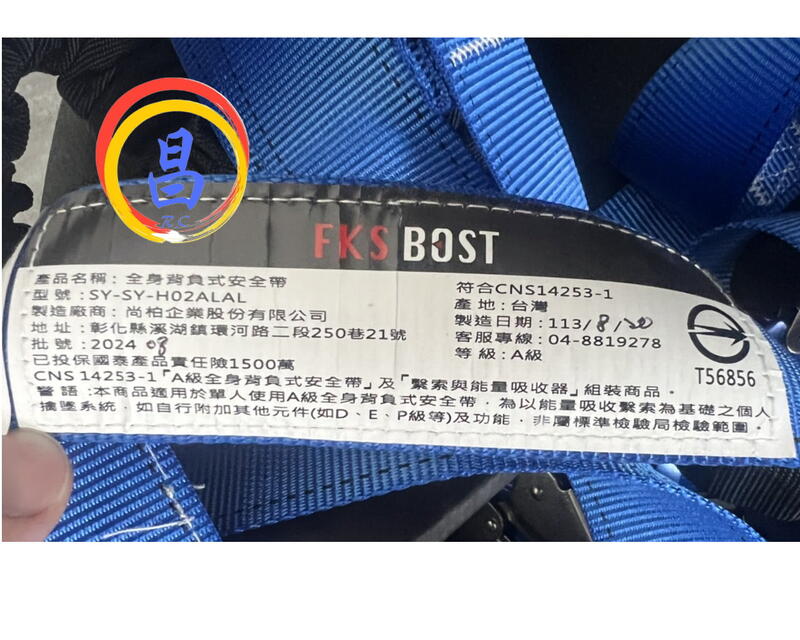 昌
R.C.
FKS BOST
產品名稱：全身背負式安全帶
型號：SY-SY-H02ALAL
製造廠商：尚柏企業股份有限公司
地址：彰化縣溪湖鎮環河路二段250巷21號
批號：2024 08
已投保國泰產品責任險1500萬
符合CNS14253-1
產地：台灣
製造日期：113/8/20
客服專線：04-8819278
等級：A級
T56856
CNS 14253-1「A級全身背負式安全帶」及「繫索與能量吸收器」組裝商品。
警語：本商品適用於單人使用A級全身背負式安全帶，為以能量吸收繫索為基礎之個人
擒墜系統，如自行附加其他元件(如D、E、P級等)及功能，非屬標準檢驗局檢驗範圍。